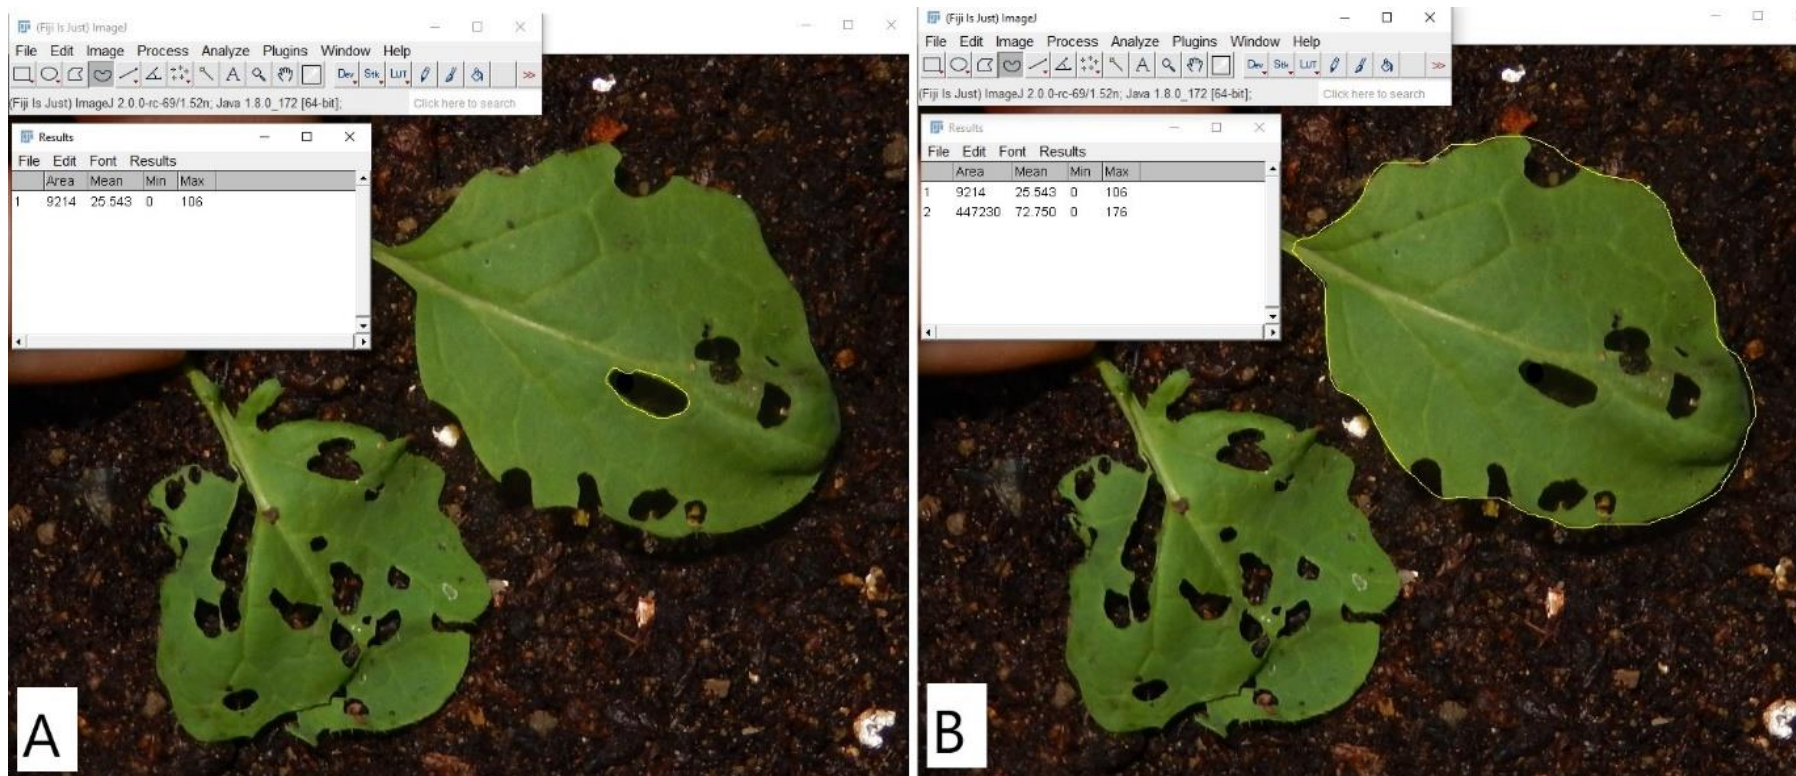 (Fiji Is Just) ImageJ
File Edit Image Process Analyze Plugins Window Help
Dev Stk LUT
(Fiji Is Just) ImageJ 2.0.0-rc-69/1.52n; Java 1.8.0_172 [64-bit]; Click here to search
Results
File Edit Font Results
Area Mean Min Max
1 9214 25.543 0 106
A
(Fiji Is Just) ImageJ
File Edit Image Process Analyze Plugins Window Help
Dev Stk LUT
(Fiji Is Just) ImageJ 2.0.0-rc-69/1.52n; Java 1.8.0_172 [64-bit]; Click here to search
Results
File Edit Font Results
Area Mean Min Max
1 9214 25.543 0 106
2 447230 72.750 0 176
B